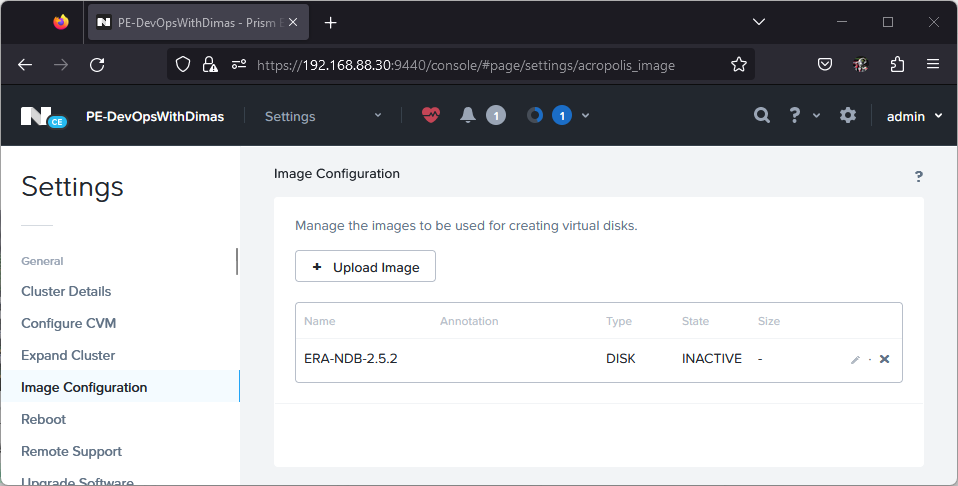 PE-DevOpsWithDimas - Prism E
https://192.168.88.30:9440/console/#page/settings/acropolis_image
N CE PE-DevOpsWithDimas Settings 1 1 ? admin
Settings
General
Cluster Details
Configure CVM
Expand Cluster
Image Configuration
Reboot
Remote Support
Upgrade Software
Image Configuration ?
Manage the images to be used for creating virtual disks.
+ Upload Image
Name Annotation Type State Size
ERA-NDB-2.5.2 DISK INACTIVE -